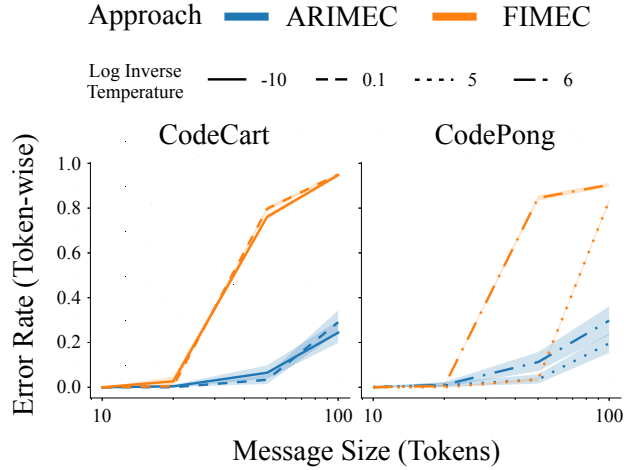 Approach ARIMEC FIMEC
Log Inverse
Temperature -10 0.1 5 6
CodeCart CodePong
Error Rate (Token-wise)
1.0
0.8
0.6
0.4
0.2
0.0
10 100 10 100
Message Size (Tokens)